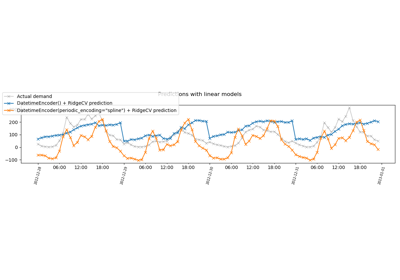 Predictions with linear models
Actual demand
DatetimeEncoder() + RidgeCV prediction
DatetimeEncoder(periodic_encoding="spline") + RidgeCV prediction
200
100
0
−100
06:00 12:00 18:00 06:00 12:00 18:00 06:00 12:00 18:00 06:00 12:00 18:00